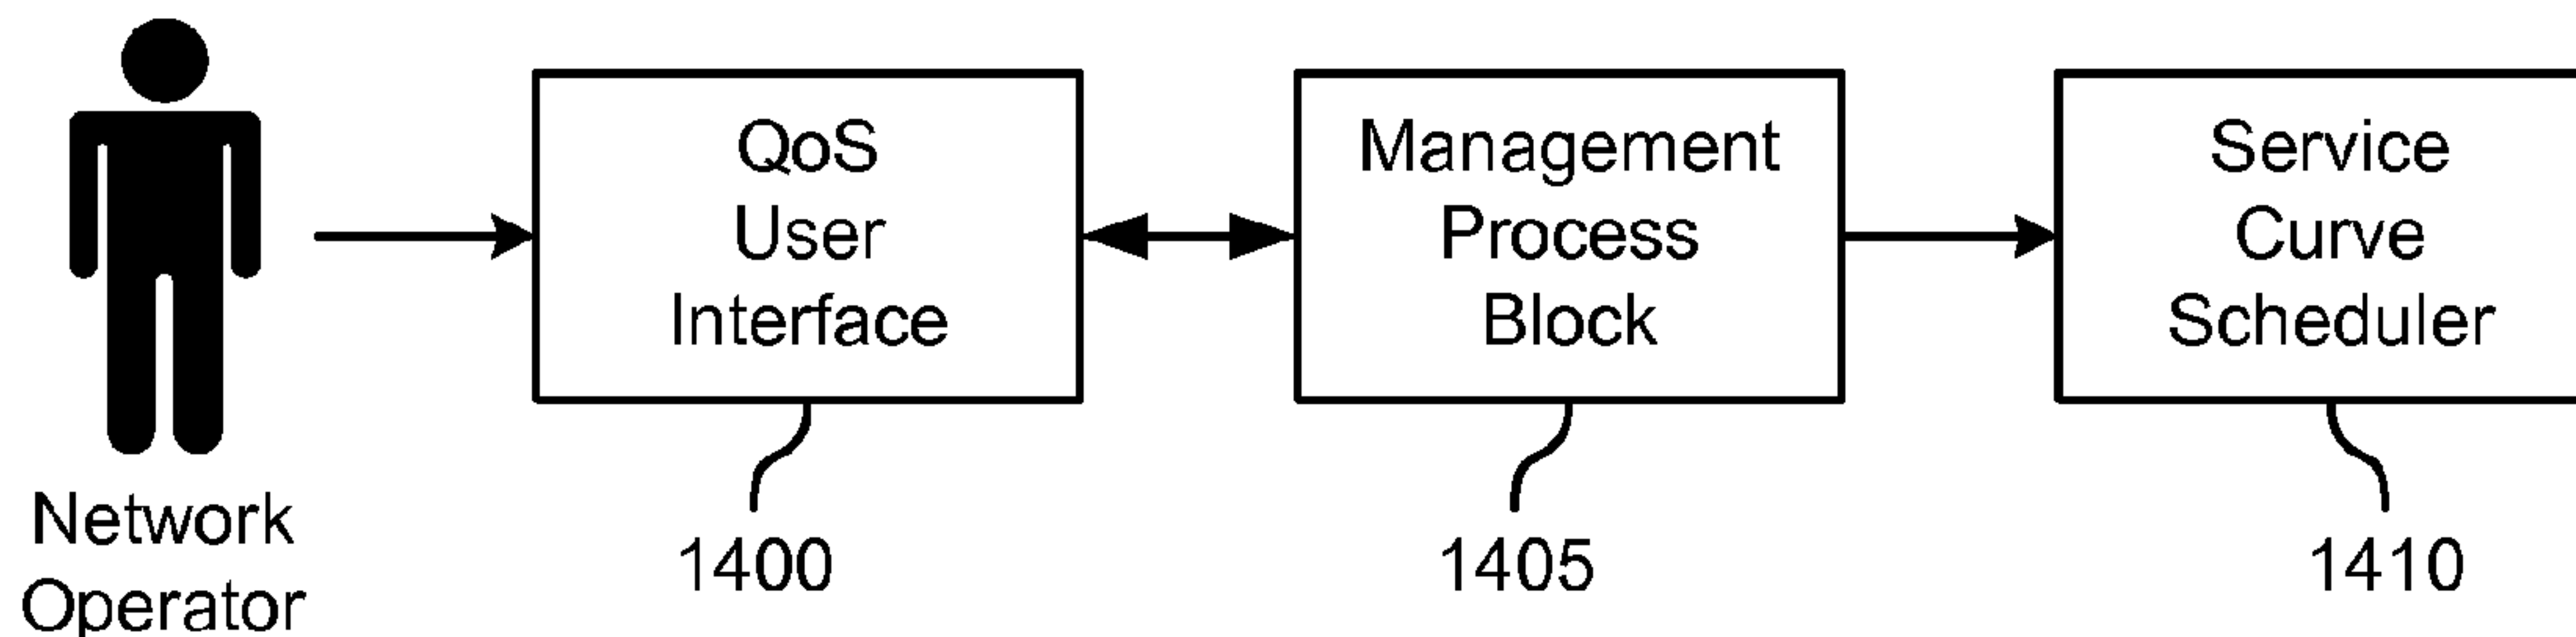 QoS
User
Interface
Management
Process
Block
Service
Curve
Scheduler
Network
Operator
1400
1405
1410